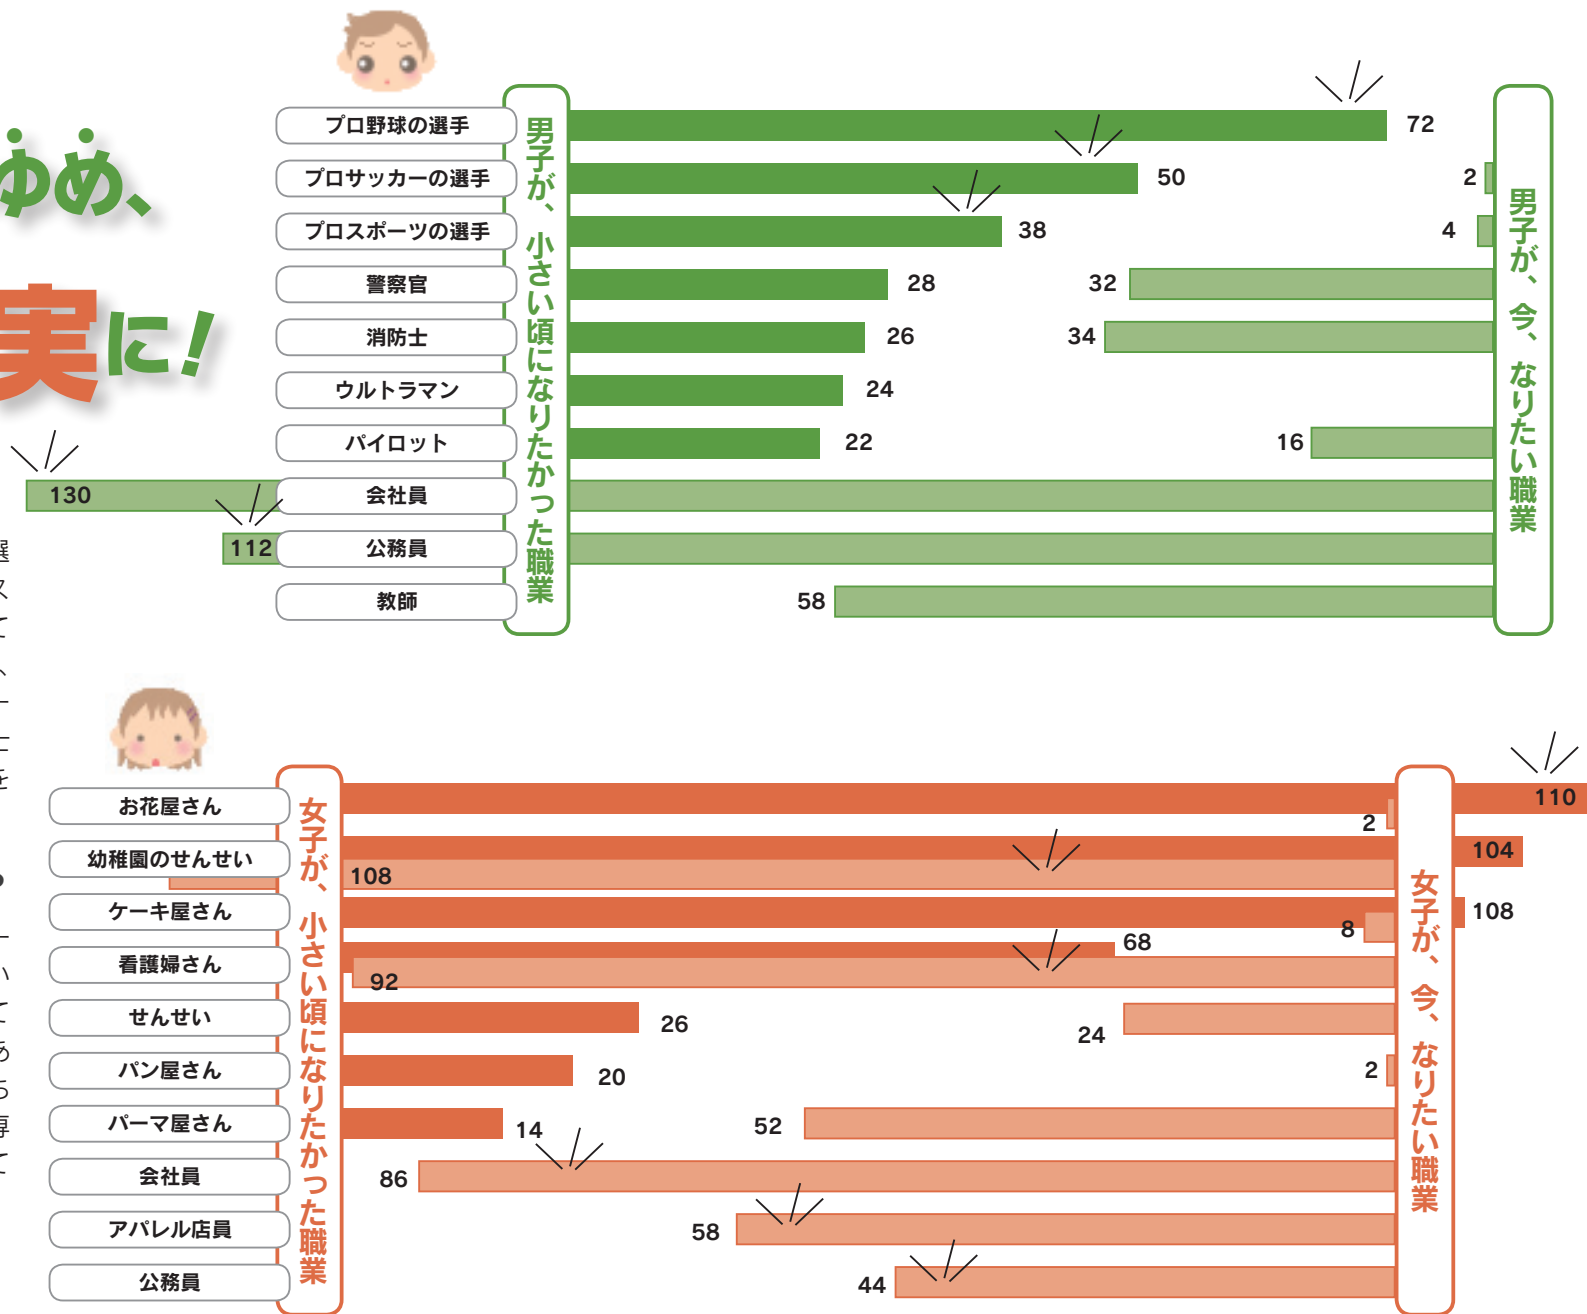 ゆめ、
実に!
プロ野球の選手
72
プロサッカーの選手
50
2
プロスポーツの選手
38
4
警察官
28
32
消防士
26
34
ウルトラマン
24
パイロット
22
16
会社員
130
公務員
112
教師
58
男子が、小さい頃になりたかった職業
男子が、今、なりたい職業
お花屋さん
110
2
幼稚園のせんせい
104
108
ケーキ屋さん
108
8
看護婦さん
68
92
せんせい
26
24
パン屋さん
20
2
パーマ屋さん
14
52
会社員
86
アパレル店員
58
公務員
44
女子が、小さい頃になりたかった職業
女子が、今、なりたい職業